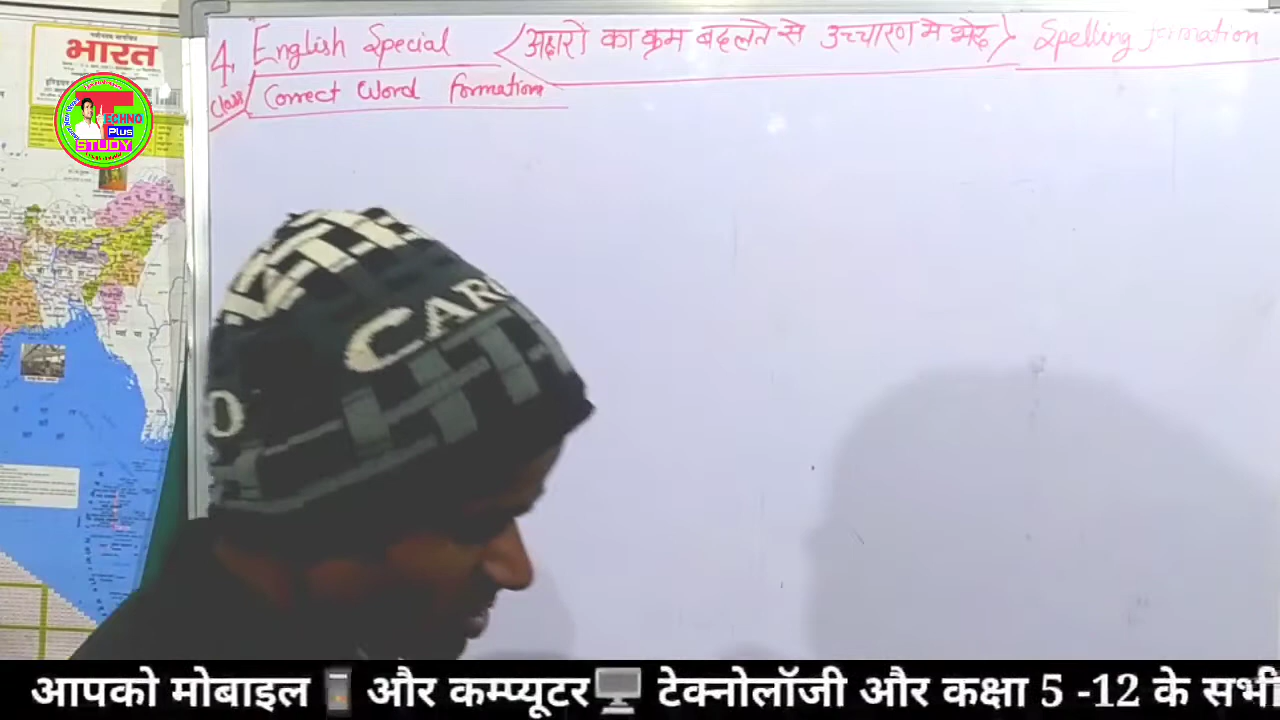 4. English Special (अक्षरो का क्रम बदलने से उच्चारण मे भेद) Spelling formation
Class Correct Word Formation
भारत
TECHNO
Plus
STUDY
CARO
O
आपको मोबाइल और कम्प्यूटर टेक्नोलॉजी और कक्षा 5 -12 के सभी